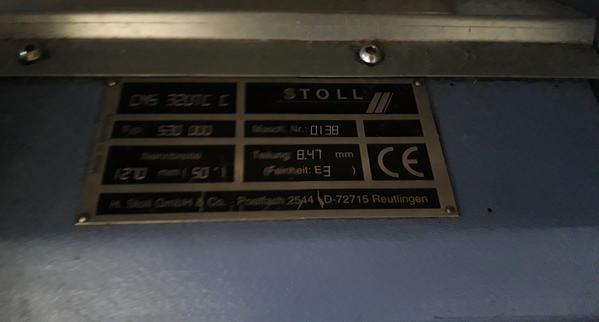 CMS 320TC C
STOLL
Typ: 530 000
Masch. Nr.: 0138
Nennbreite
1270 mm (50")
Teilung: 8.47 mm
(Feinheit: E3)
CE
H. Stoll GmbH & Co. Postfach 2544 D-72715 Reutlingen